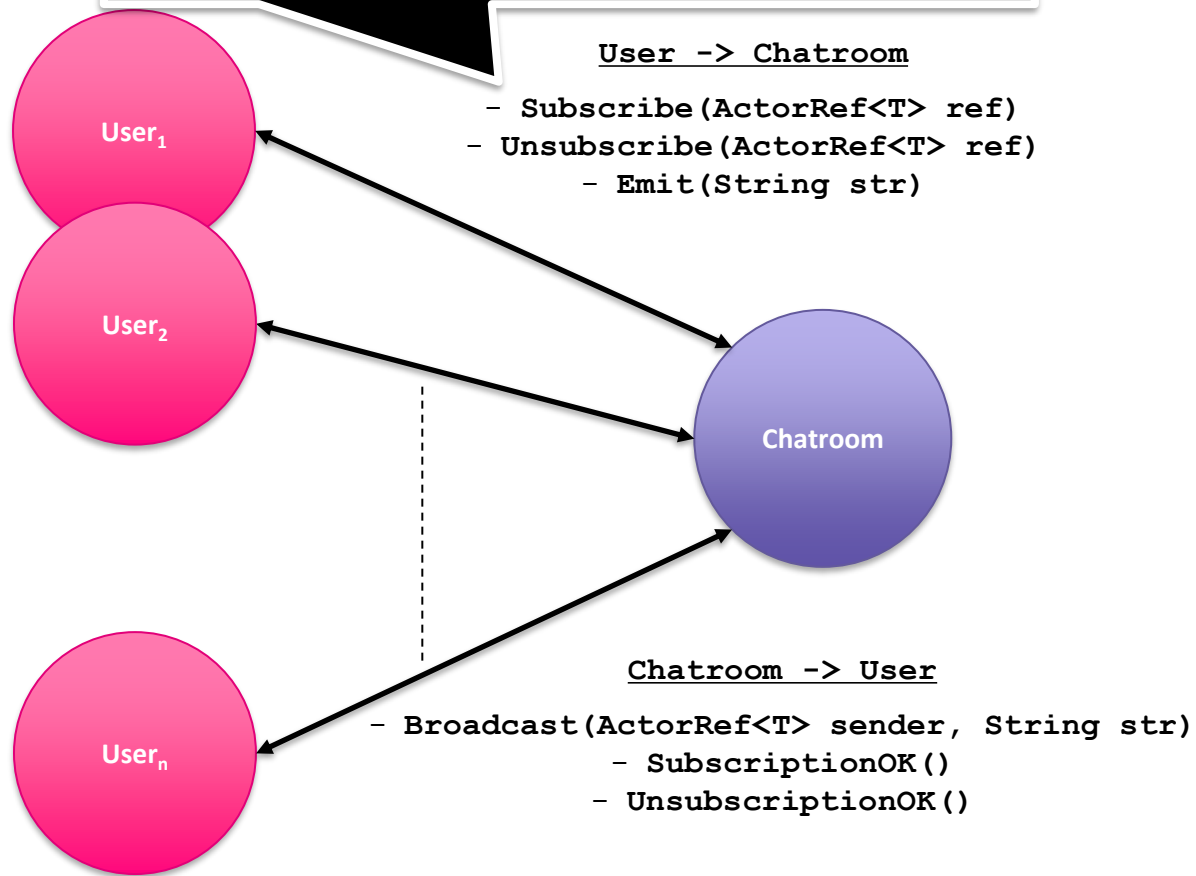 User -> Chatroom
- Subscribe(ActorRef<T> ref)
- Unsubscribe(ActorRef<T> ref)
- Emit(String str)
User1
User2
Chatroom
Usern
Chatroom -> User
- Broadcast(ActorRef<T> sender, String str)
- SubscriptionOK()
- UnsubscriptionOK()